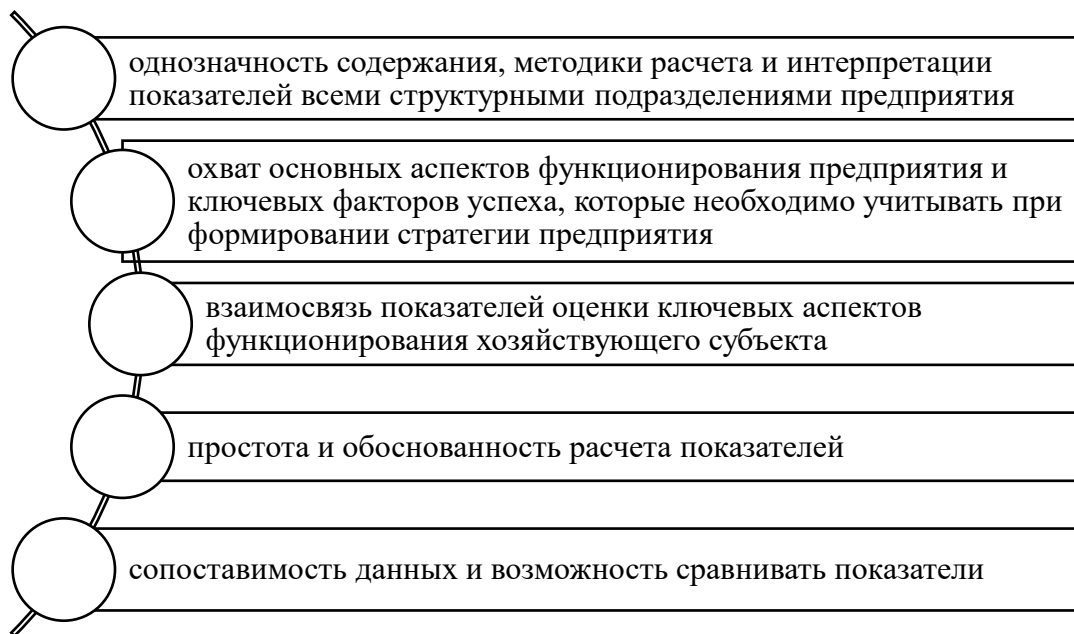 однозначность содержания, методики расчета и интерпретации
показателей всеми структурными подразделениями предприятия
охват основных аспектов функционирования предприятия и
ключевых факторов успеха, которые необходимо учитывать при
формировании стратегии предприятия
взаимосвязь показателей оценки ключевых аспектов
функционирования хозяйствующего субъекта
простота и обоснованность расчета показателей
сопоставимость данных и возможность сравнивать показатели